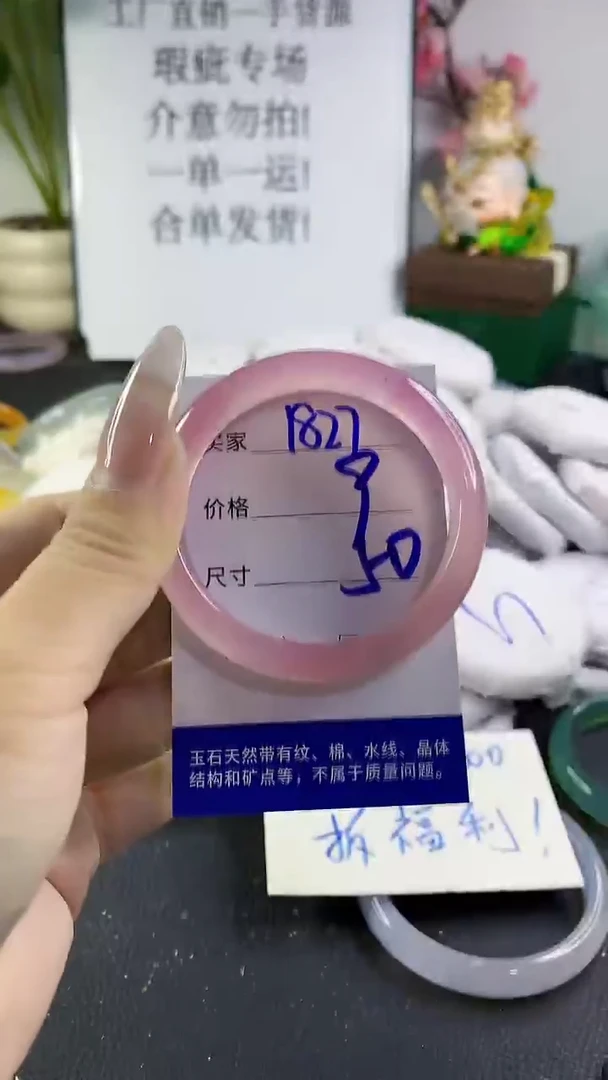 工厂直销一手货源
瑕疵专场
介意勿拍!
一单一运!
合单发货!
买家 1827
价格
尺寸 50
玉石天然带有纹、棉、水线、晶体
结构和矿点等，不属于质量问题。
拆福利!